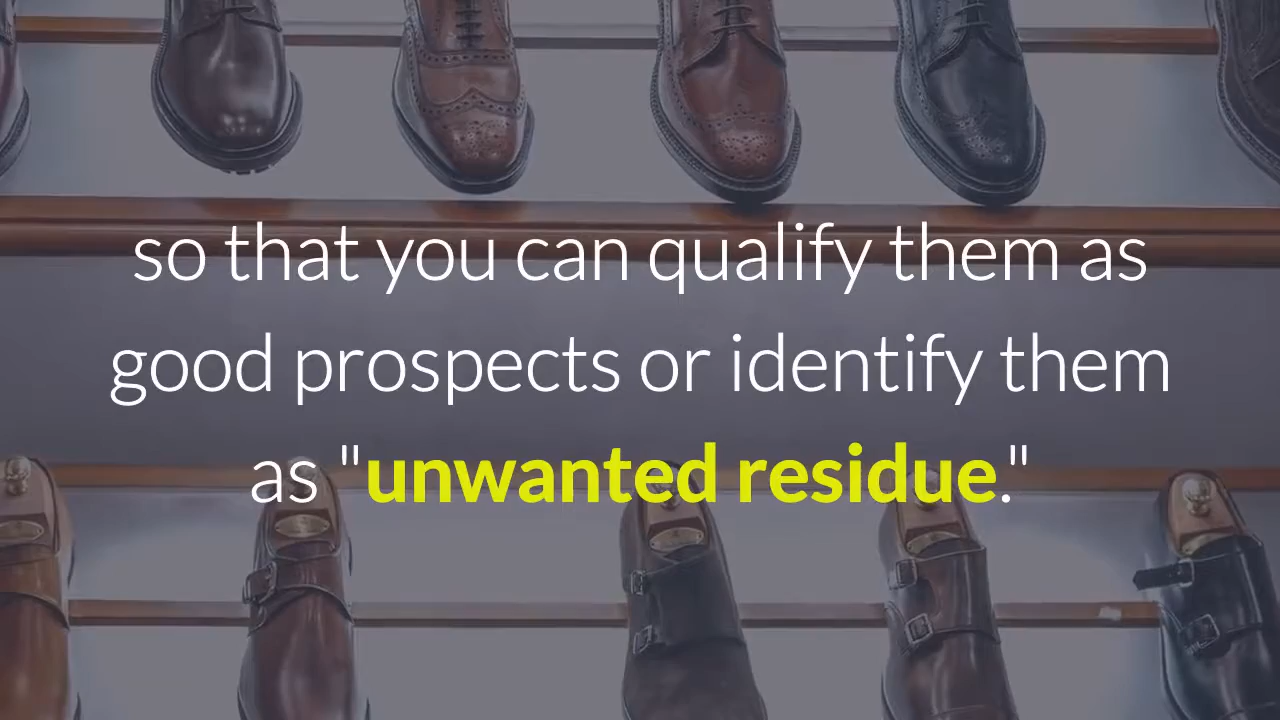 so that you can qualify them as
good prospects or identify them
as "unwanted residue."